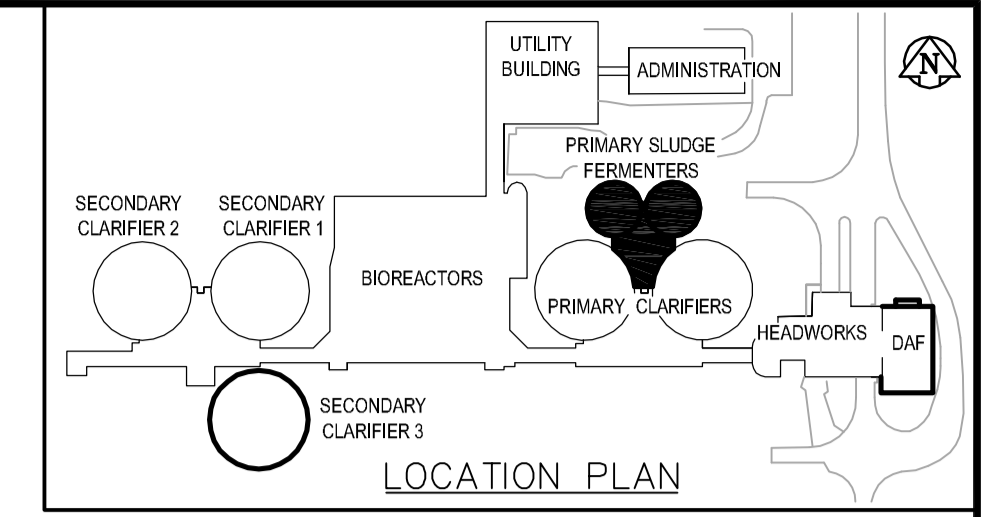 UTILITY
BUILDING
ADMINISTRATION
N
PRIMARY SLUDGE
FERMENTERS
SECONDARY
CLARIFIER 2
SECONDARY
CLARIFIER 1
BIOREACTORS
PRIMARY CLARIFIERS
HEADWORKS
DAF
SECONDARY
CLARIFIER 3
LOCATION PLAN